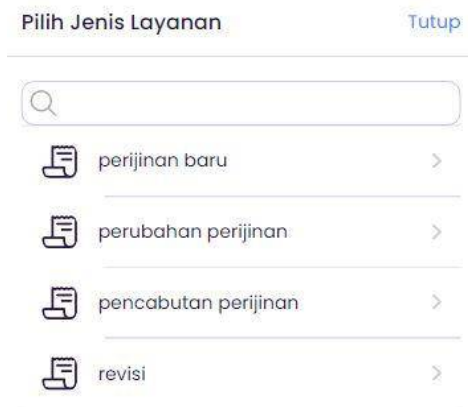 Pilih Jenis Layanan Tutup
perijinan baru
perubahan perijinan
pencabutan perijinan
revisi